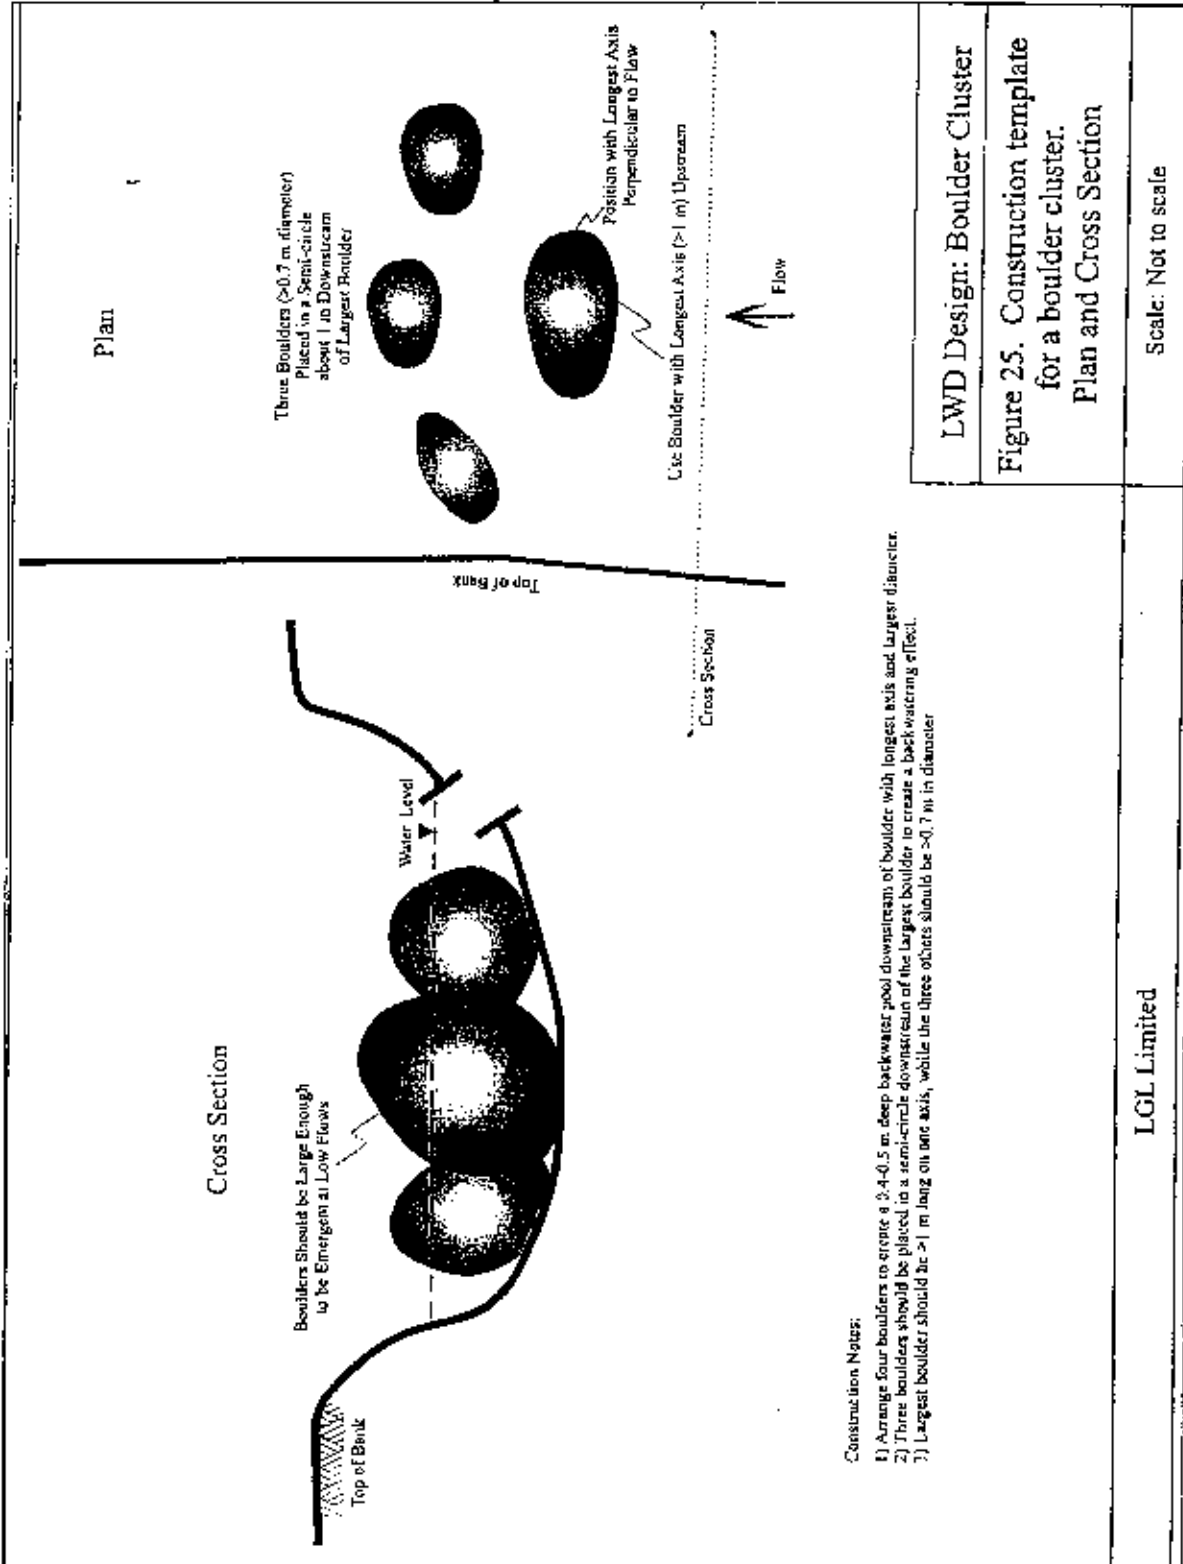 Cross Section
Boulders Should be Large Enough
to be Emergent at Low Flows
Water Level
Top of Bank
Plan
Three Boulders (>0.7 m diameter)
Placed in a Semi-circle
about 1 m Downstream
of Largest Boulder
Position with Longest Axis
Perpendicular to Flow
Use Boulder with Longest Axis (>1 m) Upstream
Flow
Top of Bank
Cross Section
Construction Notes:
1) Arrange four boulders to create a 0.4-0.5 m deep backwater pool downstream of boulder with longest axis and largest diameter.
2) Three boulders should be placed in a semi-circle downstream of the largest boulder to create a backwatering effect.
3) Largest boulder should be >1 m long on one axis, while the three others should be >0.7 m in diameter
LWD Design: Boulder Cluster
Figure 25. Construction template
for a boulder cluster.
Plan and Cross Section
LGL Limited
Scale: Not to scale